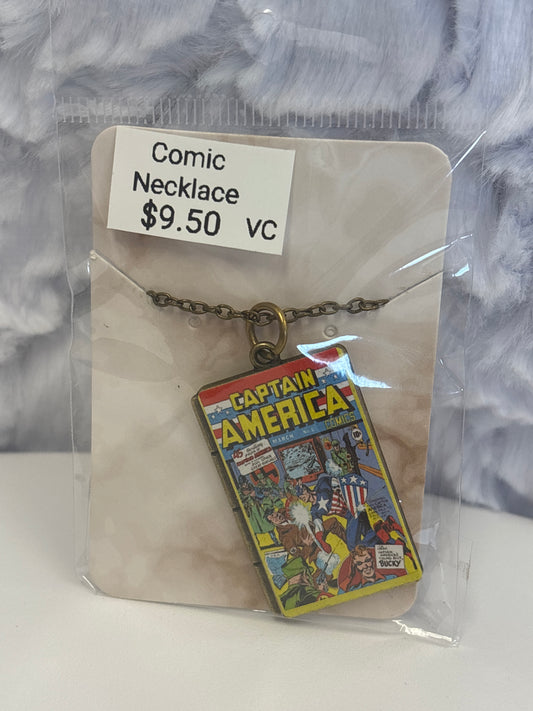 Comic
Necklace
$9.50 VC
CAPTAIN
AMERICA
COMICS
MARCH
BUCKY